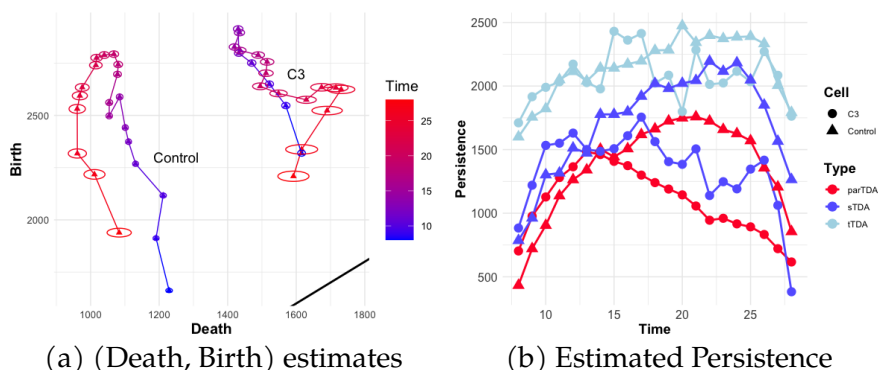 2500
2000
Birth
1000
1200
1400
1600
1800
Death
Control
C3
Time
25
20
15
10
(a) (Death, Birth) estimates
2500
2000
1500
1000
500
Persistence
10
15
20
25
Time
Cell
C3
Control
Type
parTDA
sTDA
tTDA
(b) Estimated Persistence